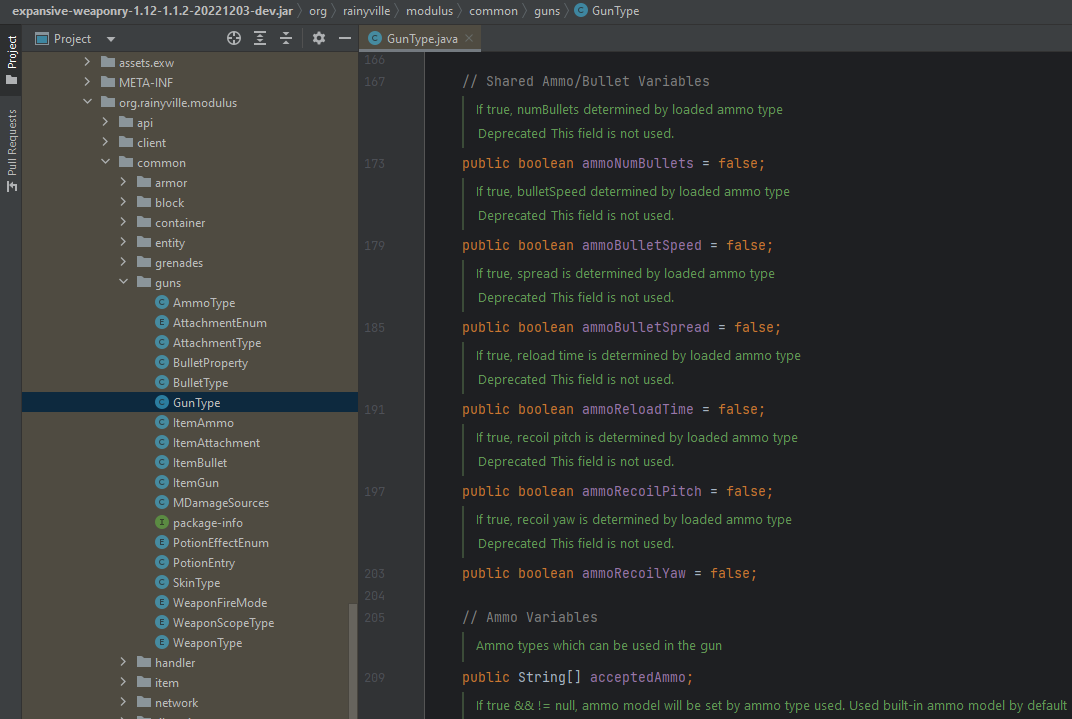 expansive-weaponry-1.12-1.1.2-20221203-dev.jar org rainyville modulus common guns GunType
Project
GunType.java
Project
Pull Requests
assets.exw
META-INF
org.rainyville.modulus
api
client
common
armor
block
container
entity
grenades
guns
AmmoType
AttachmentEnum
AttachmentType
BulletProperty
BulletType
GunType
ItemAmmo
ItemAttachment
ItemBullet
ItemGun
MDamageSources
package-info
PotionEffectEnum
PotionEntry
SkinType
WeaponFireMode
WeaponScopeType
WeaponType
handler
item
network
166
167 // Shared Ammo/Bullet Variables
If true, numBullets determined by loaded ammo type
Deprecated This field is not used.
173 public boolean ammoNumBullets = false;
If true, bulletSpeed determined by loaded ammo type
Deprecated This field is not used.
179 public boolean ammoBulletSpeed = false;
If true, spread is determined by loaded ammo type
Deprecated This field is not used.
185 public boolean ammoBulletSpread = false;
If true, reload time is determined by loaded ammo type
Deprecated This field is not used.
191 public boolean ammoReloadTime = false;
If true, recoil pitch is determined by loaded ammo type
Deprecated This field is not used.
197 public boolean ammoRecoilPitch = false;
If true, recoil yaw is determined by loaded ammo type
Deprecated This field is not used.
203 public boolean ammoRecoilYaw = false;
204
205 // Ammo Variables
Ammo types which can be used in the gun
209 public String[] acceptedAmmo;
If true && != null, ammo model will be set by ammo type used. Used built-in ammo model by default